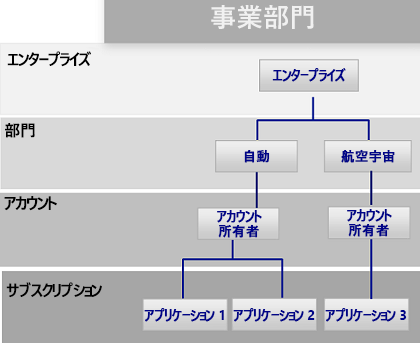 事業部門
エンタープライズ
エンタープライズ
部門
自動
航空宇宙
アカウント
アカウント
所有者
アカウント
所有者
サブスクリプション
アプリケーション 1
アプリケーション 2
アプリケーション 3